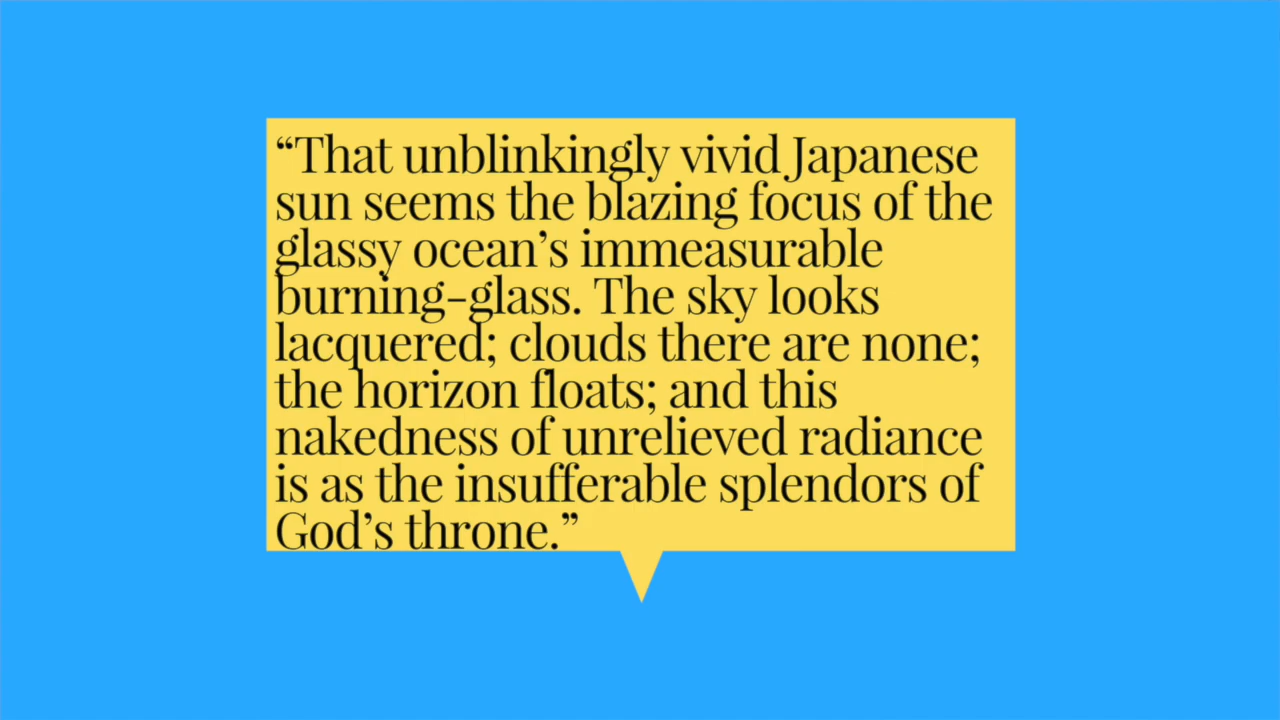 “That unblinkingly vivid Japanese
sun seems the blazing focus of the
glassy ocean’s immeasurable
burning-glass. The sky looks
lacquered; clouds there are none;
the horizon floats; and this
nakedness of unrelieved radiance
is as the insufferable splendors of
God’s throne.”